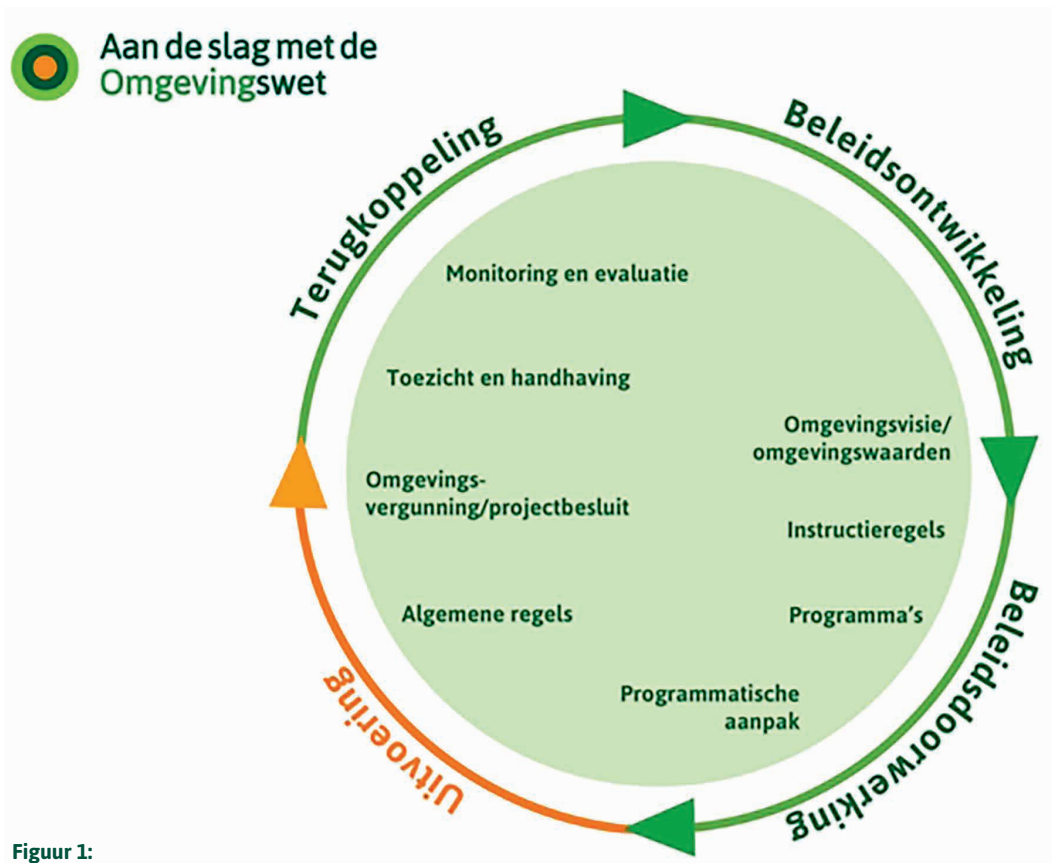 Aan de slag met de
Omgevingswet
Terugkoppeling
Beleidsontwikkeling
Monitoring en evaluatie
Toezicht en handhaving
Omgevingsvisie/
omgevingswaarden
Omgevings-
vergunning/projectbesluit
Instructieregels
Algemene regels
Programma's
Programmatische
aanpak
Beleidsdoorwerking
Uitvoering
Figuur 1: